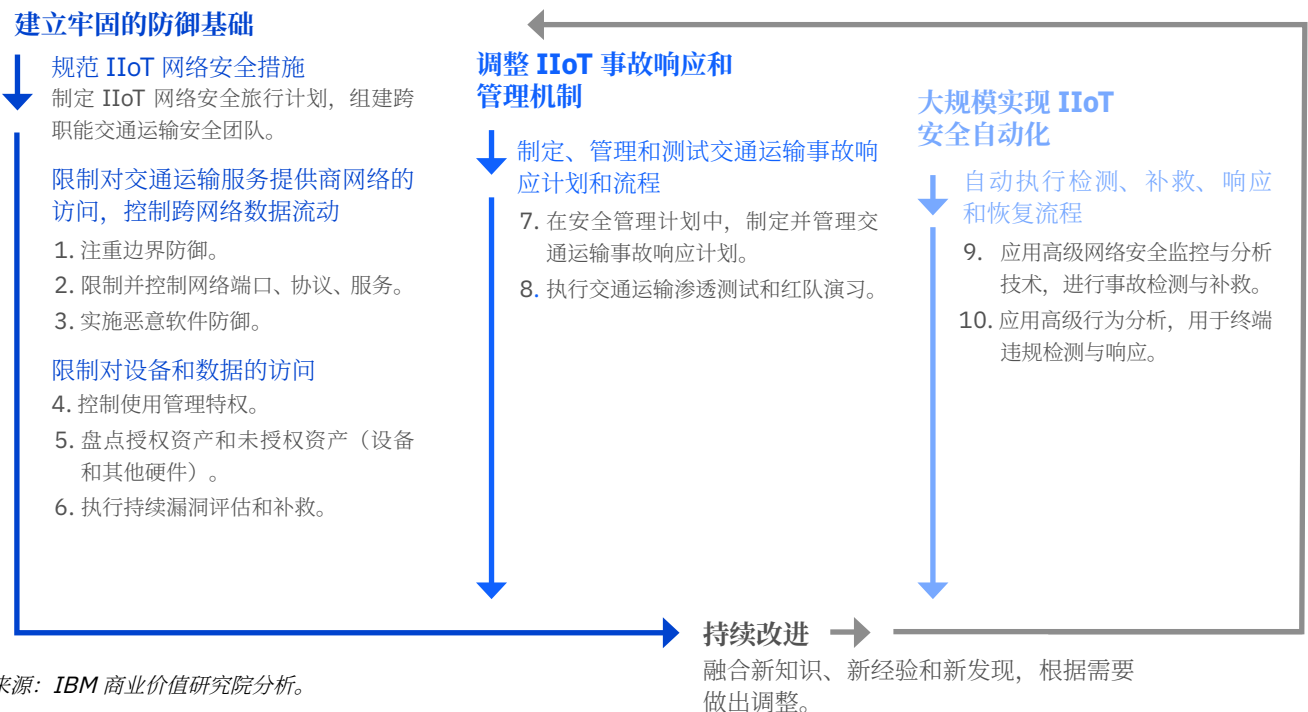 建立牢固的防御基础
规范 IIoT 网络安全措施
制定 IIoT 网络安全旅行计划，组建跨
职能交通运输安全团队。
限制对交通运输服务提供商网络的
访问，控制跨网络数据流动
1. 注重边界防御。
2. 限制并控制网络端口、协议、服务。
3. 实施恶意软件防御。
限制对设备和数据的访问
4. 控制使用管理特权。
5. 盘点授权资产和未授权资产（设备
和其他硬件）。
6. 执行持续漏洞评估和补救。
调整 IIoT 事故响应和
管理机制
制定、管理和测试交通运输事故响
应计划和流程
7. 在安全管理计划中，制定并管理交
通运输事故响应计划。
8. 执行交通运输渗透测试和红队演习。
大规模实现 IIoT
安全自动化
自动执行检测、补救、响应
和恢复流程
9. 应用高级网络安全监控与分析
技术，进行事故检测与补救。
10. 应用高级行为分析，用于终端
违规检测与响应。
持续改进
融合新知识、新经验和新发现，根据需要
做出调整。
来源：IBM 商业价值研究院分析。